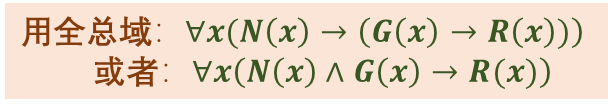 用全总域：∀x(N(x) → (G(x) → R(x)))
或者：∀x(N(x) ∧ G(x) → R(x))